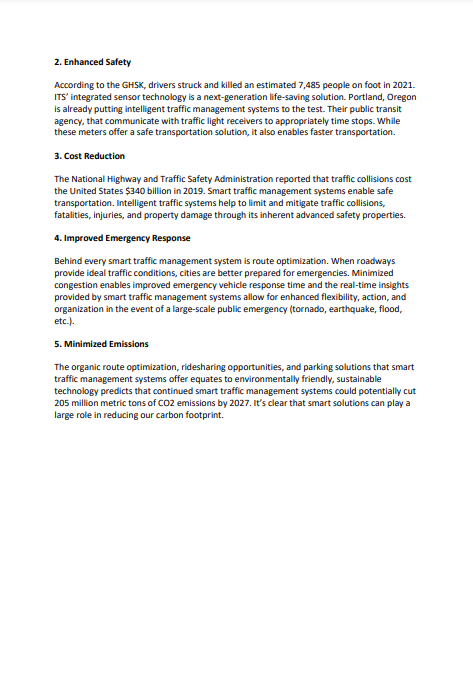 2. Enhanced Safety
According to the GHSK, drivers struck and killed an estimated 7,485 people on foot in 2021.
ITS’ integrated sensor technology is a next-generation life-saving solution. Portland, Oregon
is already putting intelligent traffic management systems to the test. Their public transit
agency, that communicate with traffic light receivers to appropriately time stops. While
these meters offer a safe transportation solution, it also enables faster transportation.
3. Cost Reduction
The National Highway and Traffic Safety Administration reported that traffic collisions cost
the United States $340 billion in 2019. Smart traffic management systems enable safe
transportation. Intelligent traffic systems help to limit and mitigate traffic collisions,
fatalities, injuries, and property damage through its inherent advanced safety properties.
4. Improved Emergency Response
Behind every smart traffic management system is route optimization. When roadways
provide ideal traffic conditions, cities are better prepared for emergencies. Minimized
congestion enables improved emergency vehicle response time and the real-time insights
provided by smart traffic management systems allow for enhanced flexibility, action, and
organization in the event of a large-scale public emergency (tornado, earthquake, flood,
etc.).
5. Minimized Emissions
The organic route optimization, ridesharing opportunities, and parking solutions that smart
traffic management systems offer equates to environmentally friendly, sustainable
technology predicts that continued smart traffic management systems could potentially cut
205 million metric tons of CO2 emissions by 2027. It’s clear that smart solutions can play a
large role in reducing our carbon footprint.